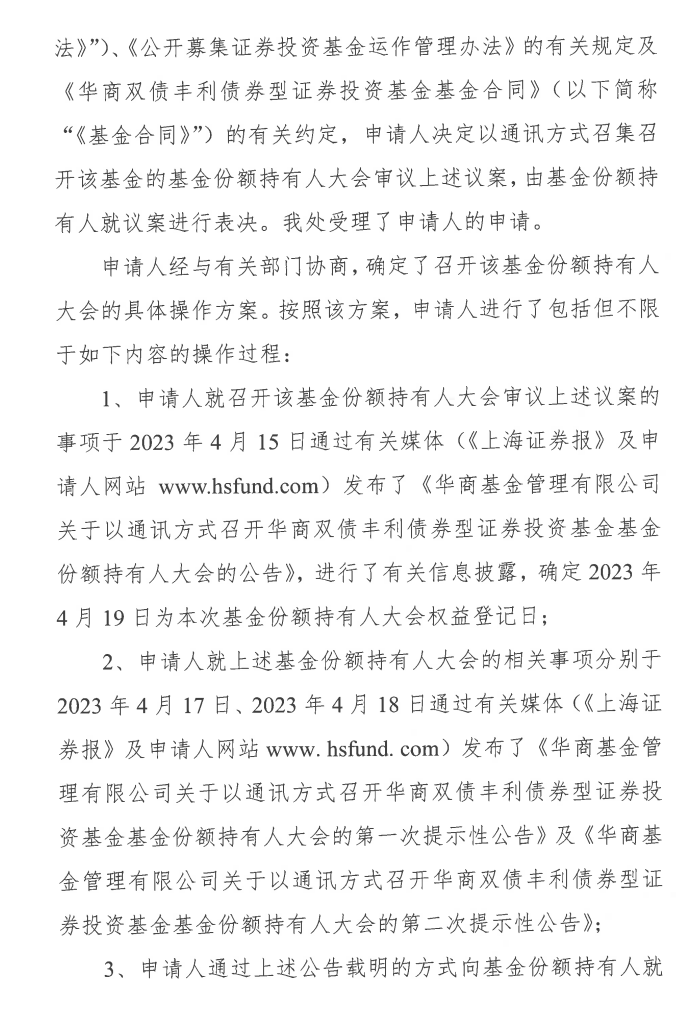 法》”）、《公开募集证券投资基金运作管理办法》的有关规定及
《华商双债丰利债券型证券投资基金基金合同》（以下简称
“《基金合同》”）的有关约定，申请人决定以通讯方式召集召
开该基金的基金份额持有人大会审议上述议案，由基金份额持
有人就议案进行表决。我处受理了申请人的申请。
申请人经与有关部门协商，确定了召开该基金份额持有人
大会的具体操作方案。按照该方案，申请人进行了包括但不限
于如下内容的操作过程：
1、申请人就召开该基金份额持有人大会审议上述议案的
事项于 2023 年 4 月 15 日通过有关媒体（《上海证券报》及申
请人网站 www.hsfund.com）发布了《华商基金管理有限公司
关于以通讯方式召开华商双债丰利债券型证券投资基金基金
份额持有人大会的公告》，进行了有关信息披露，确定 2023 年
4 月 19 日为本次基金份额持有人大会权益登记日；
2、申请人就上述基金份额持有人大会的相关事项分别于
2023 年 4 月 17 日、2023 年 4 月 18 日通过有关媒体（《上海证
券报》及申请人网站 www. hsfund. com）发布了《华商基金管
理有限公司关于以通讯方式召开华商双债丰利债券型证券投
资基金基金份额持有人大会的第一次提示性公告》及《华商基
金管理有限公司关于以通讯方式召开华商双债丰利债券型证
券投资基金基金份额持有人大会的第二次提示性公告》；
3、申请人通过上述公告载明的方式向基金份额持有人就